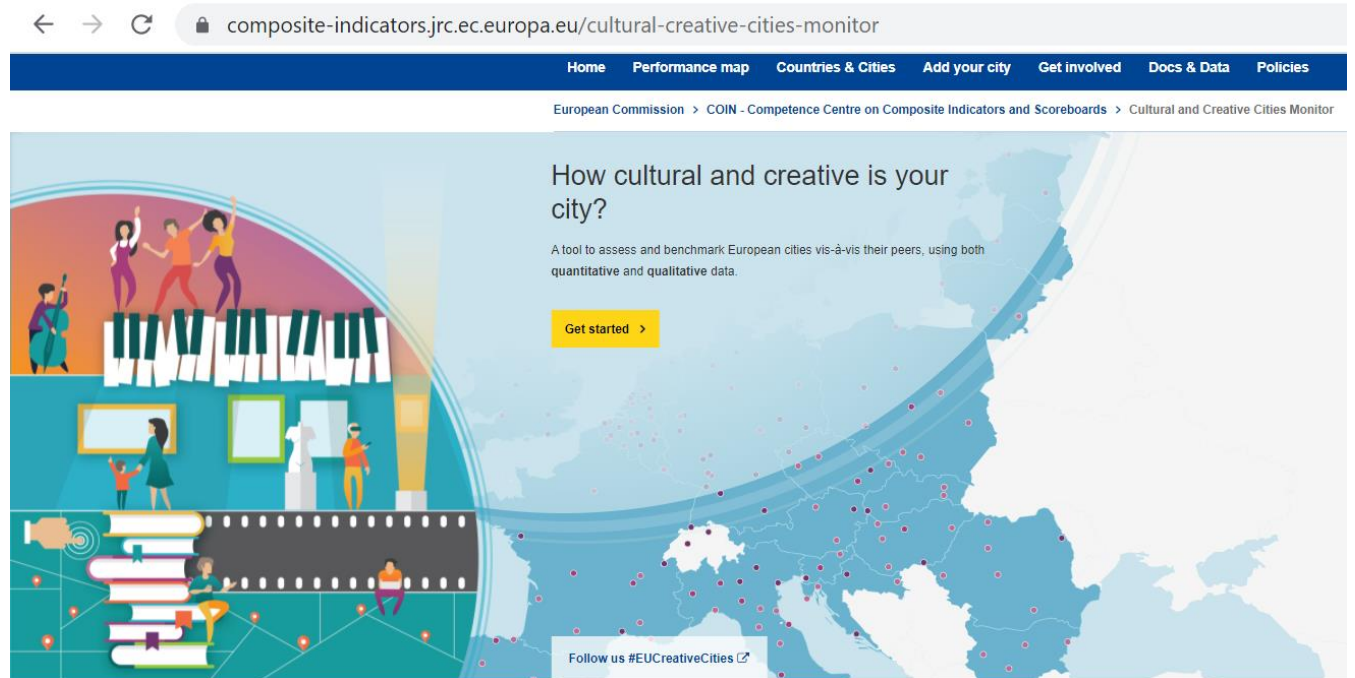 composite-indicators.jrc.ec.europa.eu/cultural-creative-cities-monitor
Home Performance map Countries & Cities Add your city Get involved Docs & Data Policies
European Commission > COIN - Competence Centre on Composite Indicators and Scoreboards > Cultural and Creative Cities Monitor
How cultural and creative is your
city?
A tool to assess and benchmark European cities vis-à-vis their peers, using both
quantitative and qualitative data.
Get started >
Follow us #EUCreativeCities